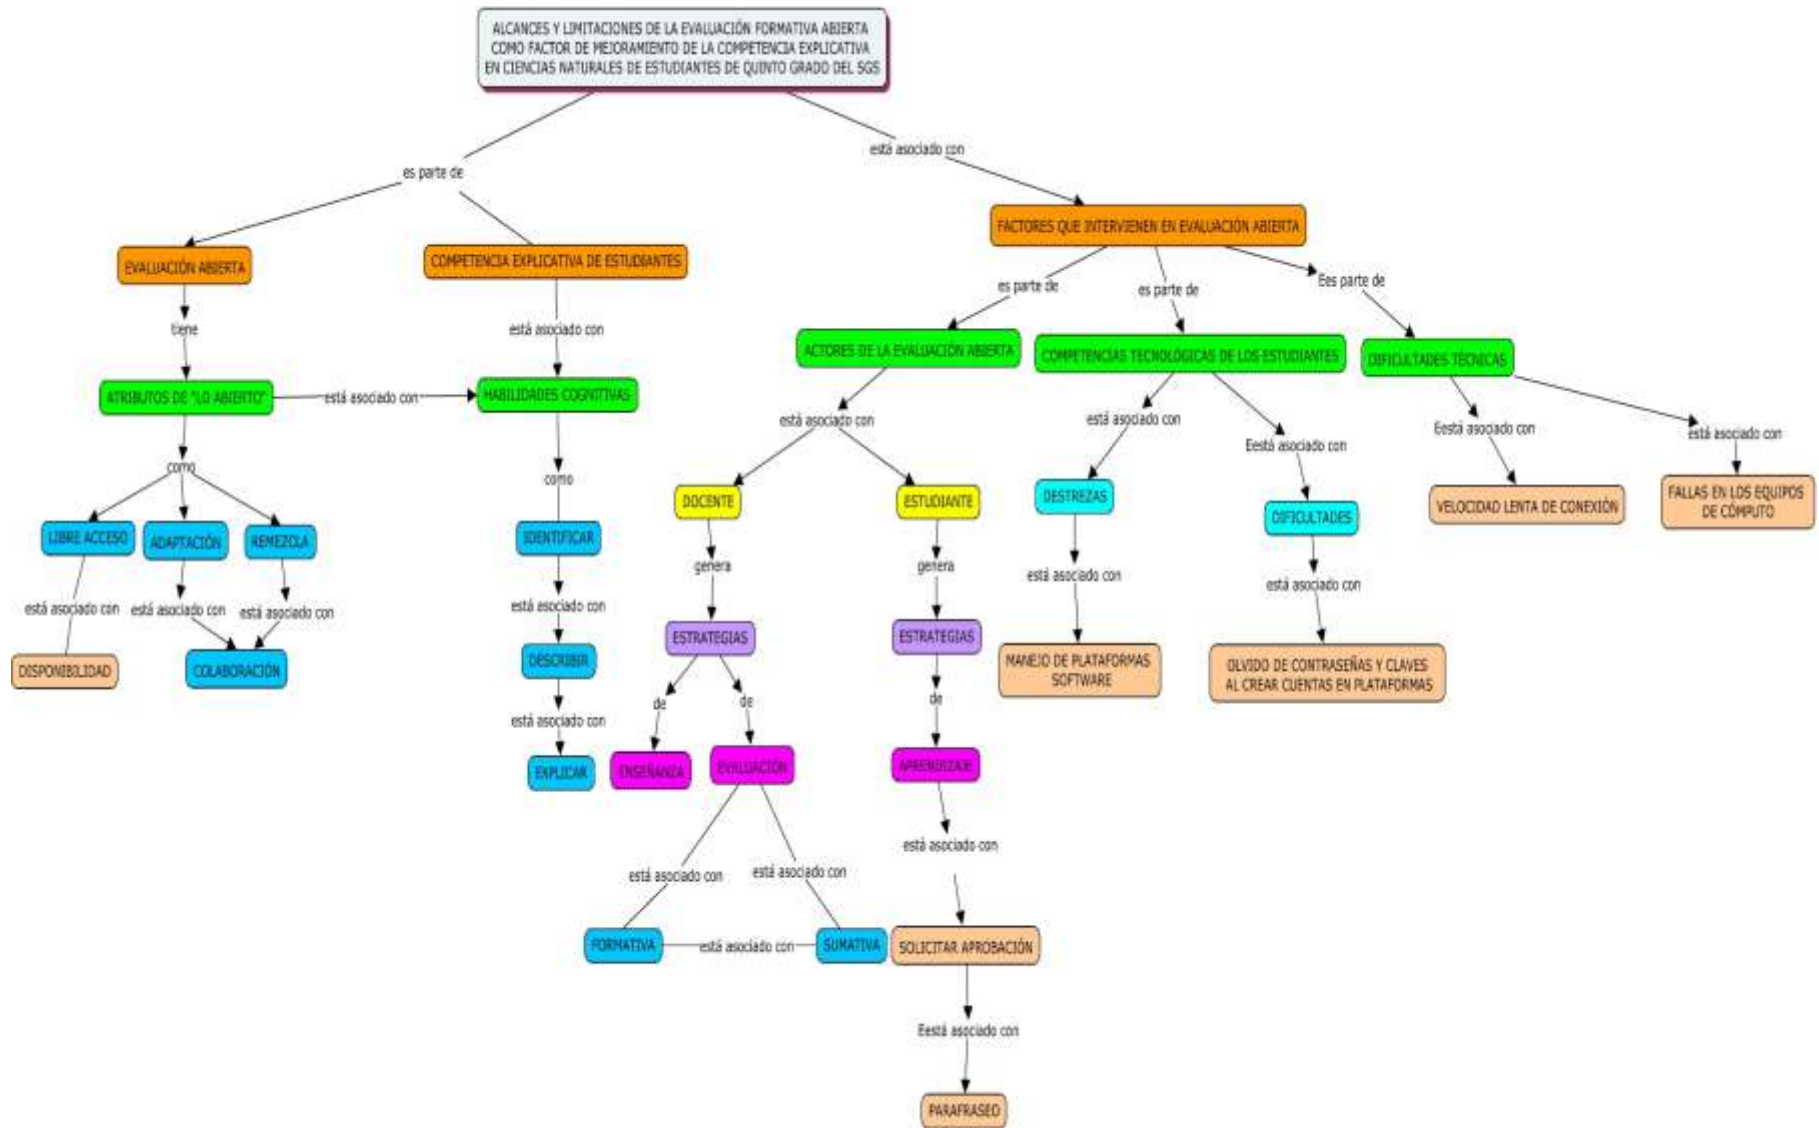 ALCANCES Y LIMITACIONES DE LA EVALUACIÓN FORMATIVA ABIERTA
COMO FACTOR DE MEJORAMIENTO DE LA COMPETENCIA EXPLICATIVA
EN CIENCIAS NATURALES DE ESTUDIANTES DE QUINTO GRADO DEL SGS
es parte de
está asociado con
EVALUACIÓN ABIERTA
COMPETENCIA EXPLICATIVA DE ESTUDIANTES
FACTORES QUE INTERVIENEN EN EVALUACIÓN ABIERTA
tiene
está asociado con
es parte de
es parte de
Ees parte de
ATRIBUTOS DE "LO ABIERTO"
está asociado con
HABILIDADES COGNITIVAS
ACTORES DE LA EVALUACIÓN ABIERTA
COMPETENCIAS TECNOLÓGICAS DE LOS ESTUDIANTES
DIFICULTADES TÉCNICAS
como
como
está asociado con
está asociado con
Eestá asociado con
Eestá asociado con
está asociado con
LIBRE ACCESO
ADAPTACIÓN
REMEZCLA
IDENTIFICAR
DOCENTE
ESTUDIANTE
DESTREZAS
DIFICULTADES
VELOCIDAD LENTA DE CONEXIÓN
FALLAS EN LOS EQUIPOS
DE CÓMPUTO
está asociado con
está asociado con
está asociado con
está asociado con
genera
genera
está asociado con
está asociado con
DISPONIBILIDAD
COLABORACIÓN
DESCRIBIR
ESTRATEGIAS
ESTRATEGIAS
MANEJO DE PLATAFORMAS
SOFTWARE
OLVIDO DE CONTRASEÑAS Y CLAVES
AL CREAR CUENTAS EN PLATAFORMAS
está asociado con
de
de
de
EXPLICAR
ENSEÑANZA
EVALUACIÓN
APRENDIZAJE
está asociado con
está asociado con
está asociado con
FORMATIVA
está asociado con
SUMATIVA
SOLICITAR APROBACIÓN
Eestá asociado con
PARAFRASEO